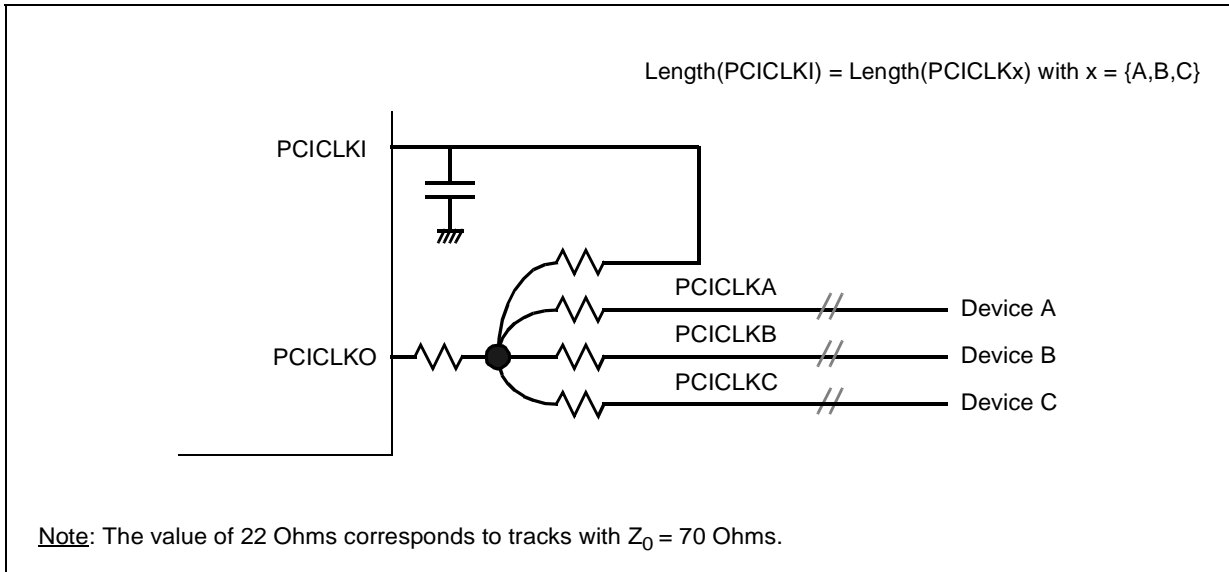 Length(PCICLKI) = Length(PCICLKx) with x = {A,B,C}
PCICLKI
PCICLKA
Device A
PCICLKB
PCICLKO
Device B
PCICLKC
Device C
Note: The value of 22 Ohms corresponds to tracks with Z0 = 70 Ohms.